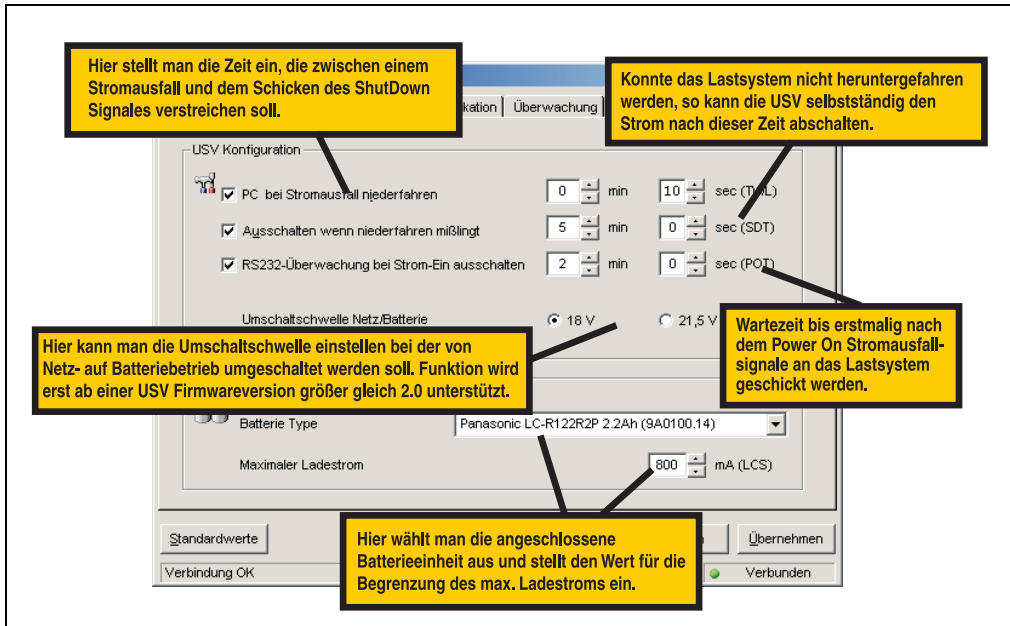 Hier stellt man die Zeit ein, die zwischen einem
Stromausfall und dem Schicken des ShutDown
Signales verstreichen soll.
Konnte das Lastsystem nicht heruntergefahren
werden, so kann die USV selbstständig den
Strom nach dieser Zeit abschalten.
Überwachung
USV Konfiguration
PC bei Stromausfall niederfahren 0 min 10 sec
Ausschalten wenn niederfahren mißlingt 5 min 0 sec (SDT)
RS232-Überwachung bei Strom-Ein ausschalten 2 min 0 sec (POT)
Umschaltschwelle Netz/Batterie 18 V 21,5 V
Hier kann man die Umschaltschwelle einstellen bei der von
Netz- auf Batteriebetrieb umgeschaltet werden soll. Funktion wird
erst ab einer USV Firmwareversion größer gleich 2.0 unterstützt.
Wartezeit bis erstmalig nach
dem Power On Stromausfall-
signale an das Lastsystem
geschickt werden.
Batterie Type Panasonic LC-R122R2P 2.2Ah (9A0100.14)
Maximaler Ladestrom 800 mA (LCS)
Hier wählt man die angeschlossene
Batterieeinheit aus und stellt den Wert für die
Begrenzung des max. Ladestroms ein.
Standardwerte Übernehmen
Verbindung OK Verbunden